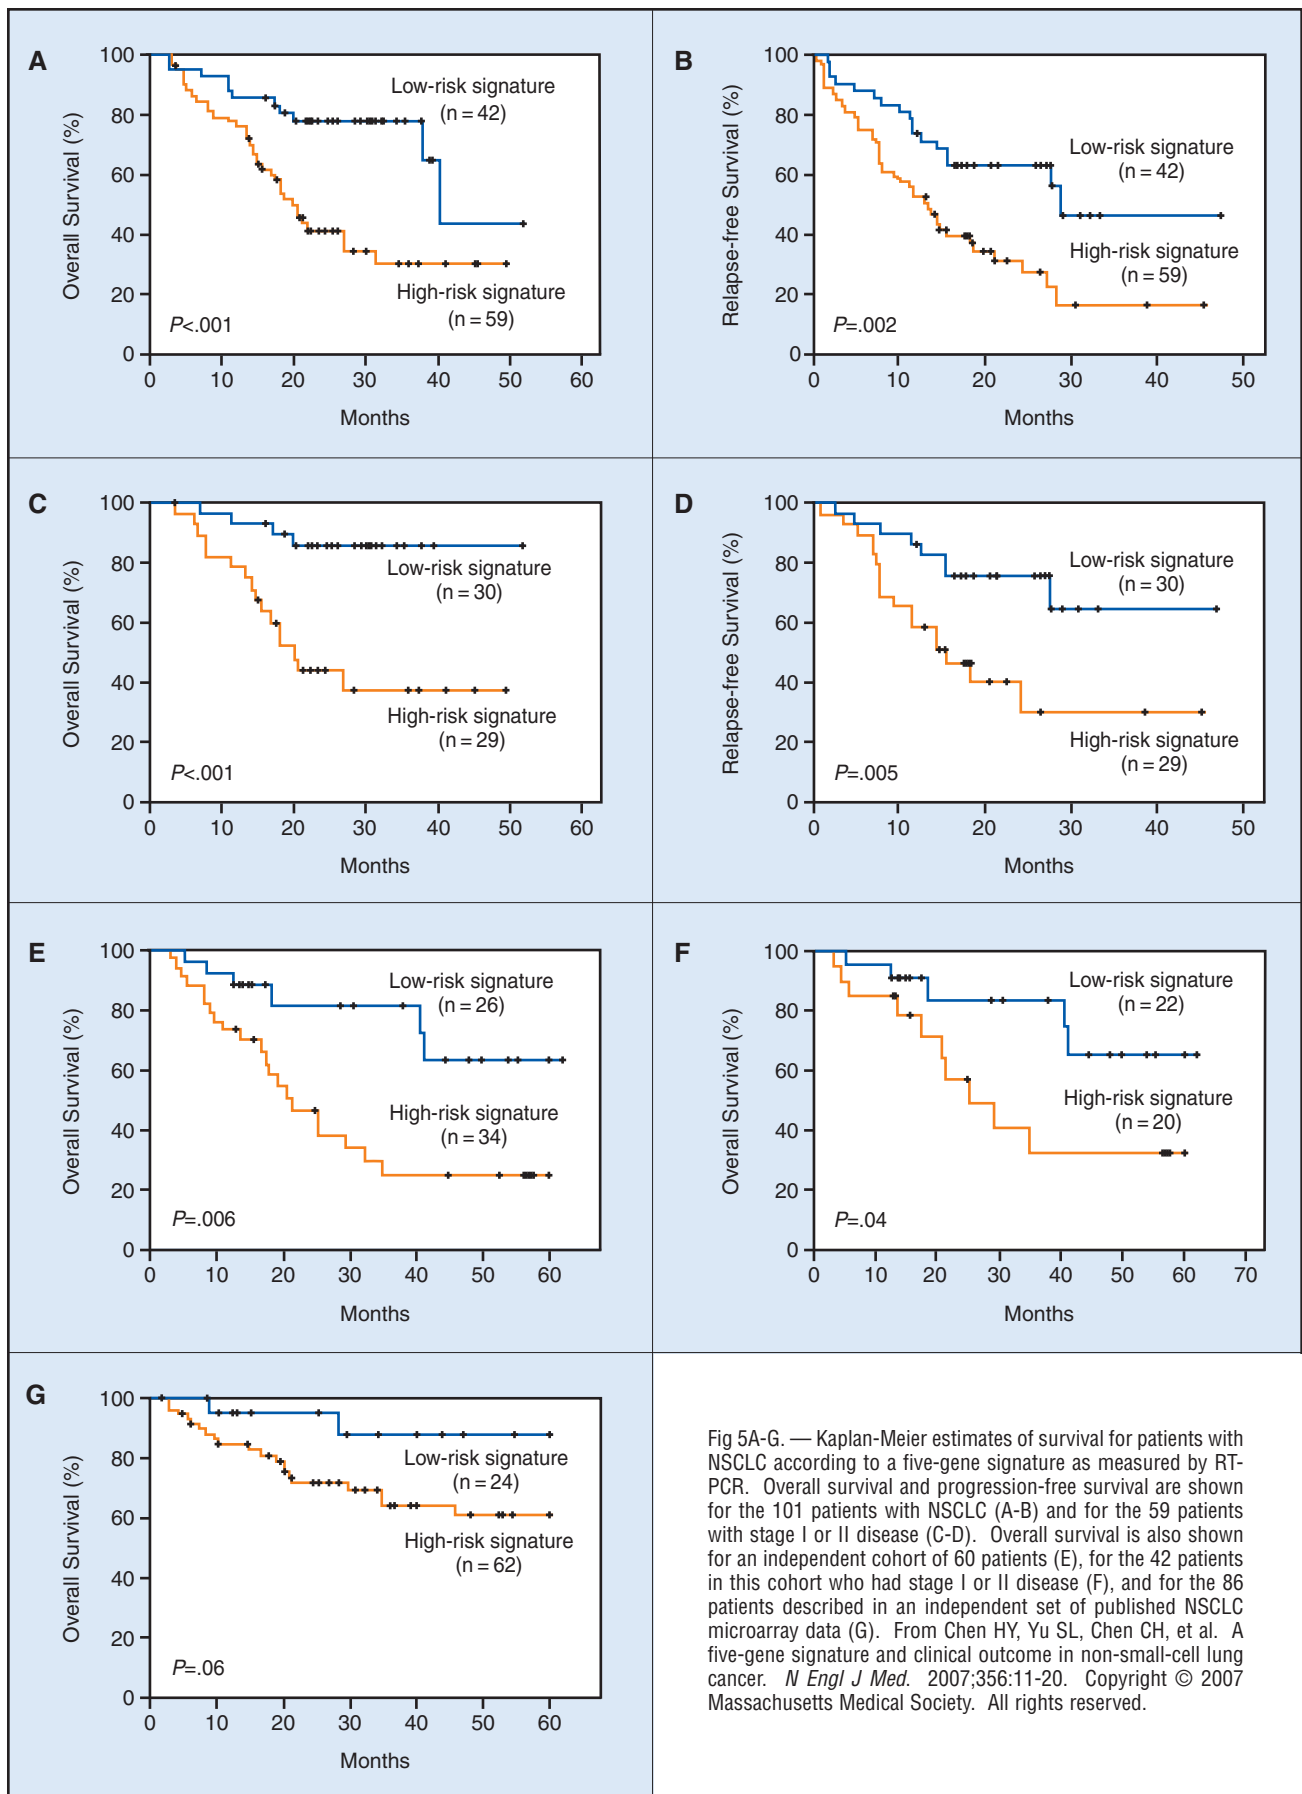 A
Overall Survival (%)
100
80
60
40
20
0
Low-risk signature
(n = 42)
High-risk signature
(n = 59)
P<.001
0 10 20 30 40 50 60
Months
B
Relapse-free Survival (%)
100
80
60
40
20
0
Low-risk signature
(n = 42)
High-risk signature
(n = 59)
P=.002
0 10 20 30 40 50
Months
C
Overall Survival (%)
100
80
60
40
20
0
Low-risk signature
(n = 30)
High-risk signature
(n = 29)
P<.001
0 10 20 30 40 50 60
Months
D
Relapse-free Survival (%)
100
80
60
40
20
0
Low-risk signature
(n = 30)
High-risk signature
(n = 29)
P=.005
0 10 20 30 40 50
Months
E
Overall Survival (%)
100
80
60
40
20
0
Low-risk signature
(n = 26)
High-risk signature
(n = 34)
P=.006
0 10 20 30 40 50 60
Months
F
Overall Survival (%)
100
80
60
40
20
0
Low-risk signature
(n = 22)
High-risk signature
(n = 20)
P=.04
0 10 20 30 40 50 60 70
Months
G
Overall Survival (%)
100
80
60
40
20
0
Low-risk signature
(n = 24)
High-risk signature
(n = 62)
P=.06
0 10 20 30 40 50 60
Months
Fig 5A-G. — Kaplan-Meier estimates of survival for patients with
NSCLC according to a five-gene signature as measured by RT-
PCR. Overall survival and progression-free survival are shown
for the 101 patients with NSCLC (A-B) and for the 59 patients
with stage I or II disease (C-D). Overall survival is also shown
for an independent cohort of 60 patients (E), for the 42 patients
in this cohort who had stage I or II disease (F), and for the 86
patients described in an independent set of published NSCLC
microarray data (G). From Chen HY, Yu SL, Chen CH, et al. A
five-gene signature and clinical outcome in non-small-cell lung
cancer. N Engl J Med. 2007;356:11-20. Copyright © 2007
Massachusetts Medical Society. All rights reserved.